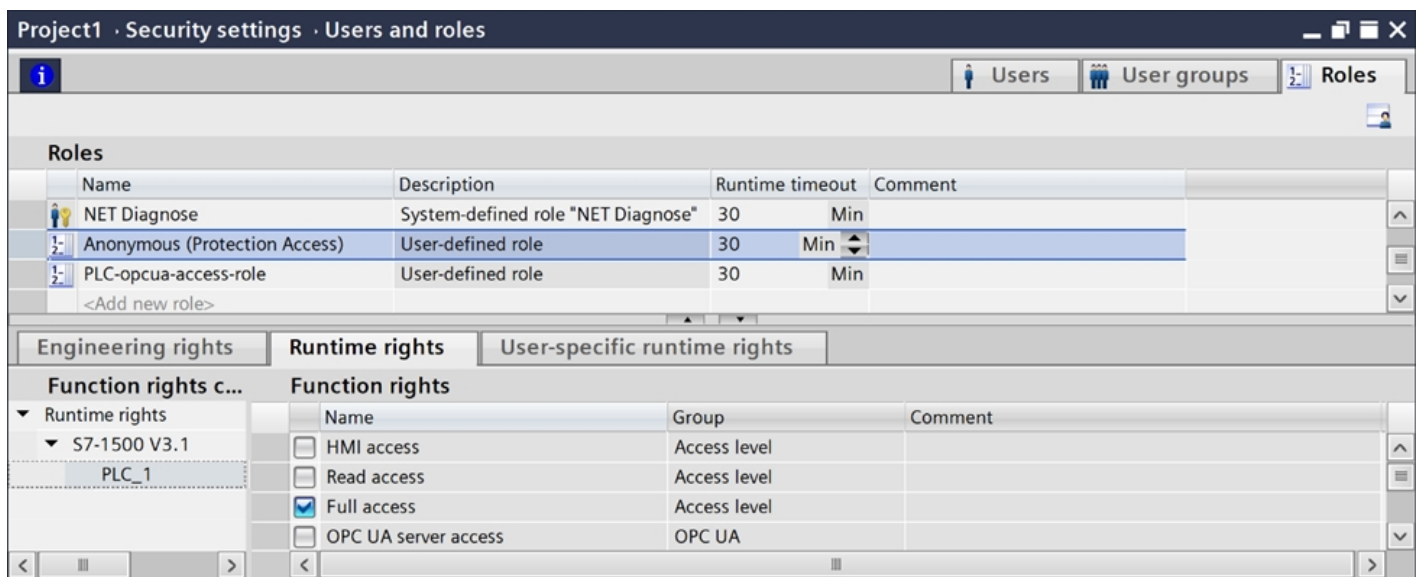 Project1 › Security settings › Users and roles
Users User groups Roles
Roles
Name Description Runtime timeout Comment
NET Diagnose System-defined role "NET Diagnose" 30 Min
Anonymous (Protection Access) User-defined role 30 Min
PLC-opcua-access-role User-defined role 30 Min
<Add new role>
Engineering rights Runtime rights User-specific runtime rights
Function rights c... Function rights
Runtime rights Name Group Comment
S7-1500 V3.1 HMI access Access level
PLC_1 Read access Access level
Full access Access level
OPC UA server access OPC UA